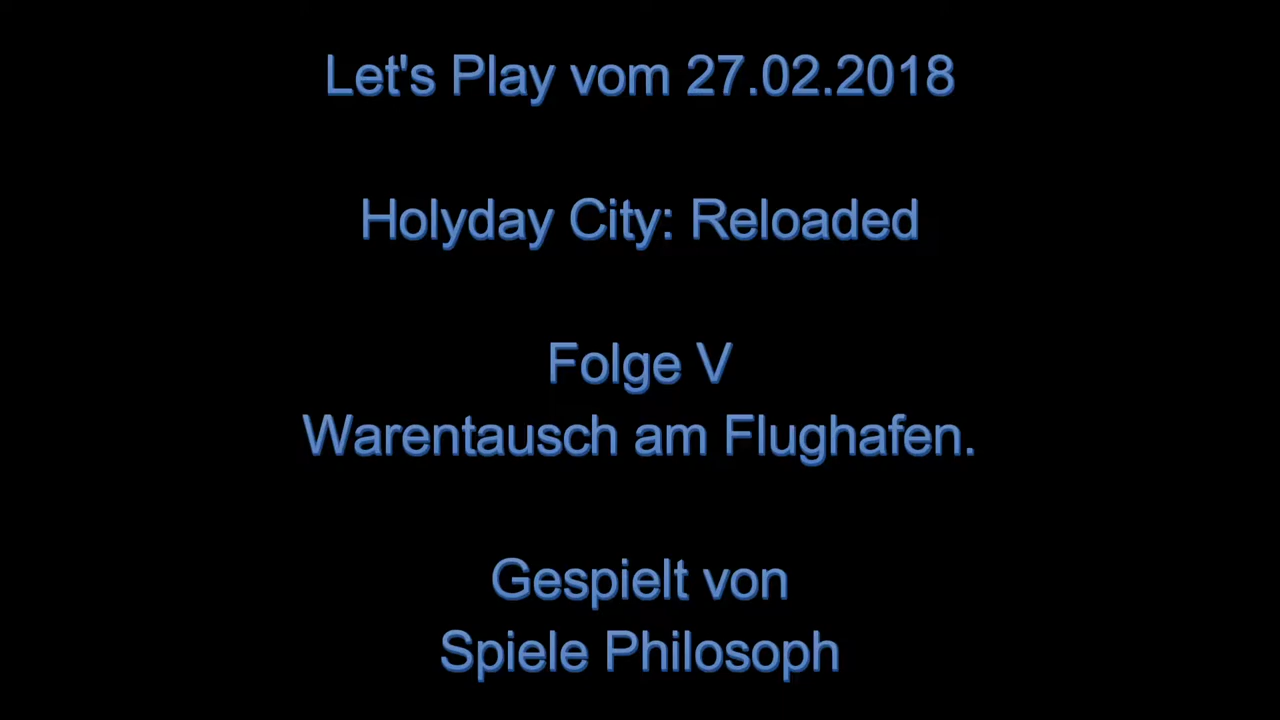 Let's Play vom 27.02.2018
Holyday City: Reloaded
Folge V
Warentausch am Flughafen.
Gespielt von
Spiele Philosoph